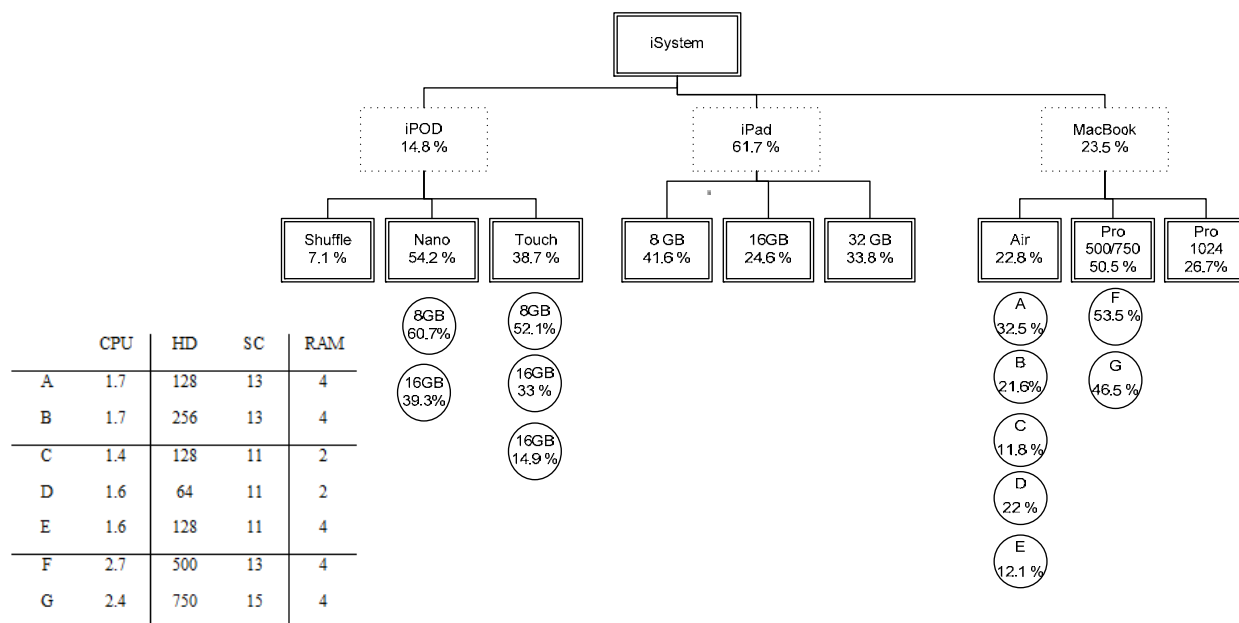 iSystem
iPOD
14.8 %
iPad
61.7 %
MacBook
23.5 %
Shuffle
7.1 %
Nano
54.2 %
Touch
38.7 %
8 GB
41.6 %
16GB
24.6 %
32 GB
33.8 %
Air
22.8 %
Pro
500/750
50.5 %
Pro
1024
26.7%
8GB
60.7%
16GB
39.3%
8GB
52.1%
16GB
33 %
16GB
14.9 %
A
32.5 %
B
21.6%
C
11.8 %
D
22 %
E
12.1 %
F
53.5 %
G
46.5 %
CPU HD SC RAM
A 1.7 128 13 4
B 1.7 256 13 4
C 1.4 128 11 2
D 1.6 64 11 2
E 1.6 128 11 4
F 2.7 500 13 4
G 2.4 750 15 4